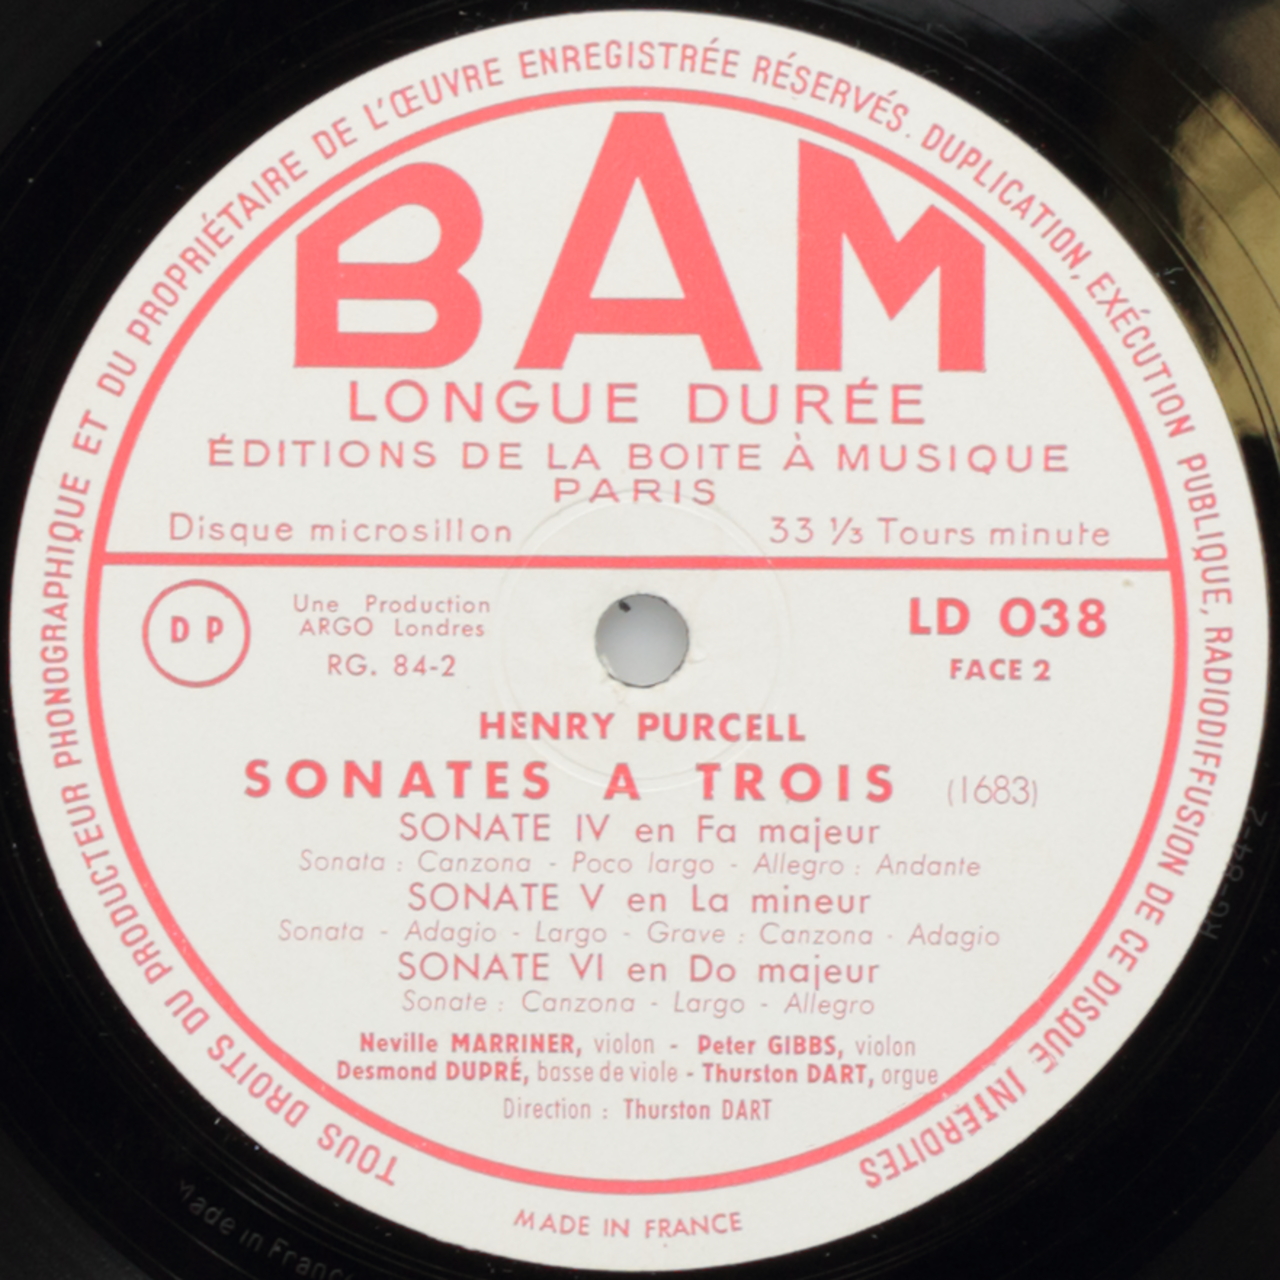 TOUS DROITS DU PRODUCTEUR PHONOGRAPHIQUE ET DU PROPRIÉTAIRE DE L'ŒUVRE ENREGISTRÉE RÉSERVÉS. DUPLICATION, EXÉCUTION PUBLIQUE, RADIODIFFUSION DE CE DISQUE INTERDITES
BAM
LONGUE DURÉE
ÉDITIONS DE LA BOITE À MUSIQUE
PARIS
Disque microsillon 33 ⅓ Tours minute
DP
Une Production
ARGO Londres
RG. 84-2
LD 038
FACE 2
HENRY PURCELL
SONATES A TROIS (1683)
SONATE IV en Fa majeur
Sonata : Canzona - Poco largo - Allegro : Andante
SONATE V en La mineur
Sonata - Adagio - Largo - Grave : Canzona - Adagio
SONATE VI en Do majeur
Sonate : Canzona - Largo - Allegro
Neville MARRINER, violon - Peter GIBBS, violon
Desmond DUPRÉ, basse de viole - Thurston DART, orgue
Direction : Thurston DART
MADE IN FRANCE
Made in France
RG-84-2